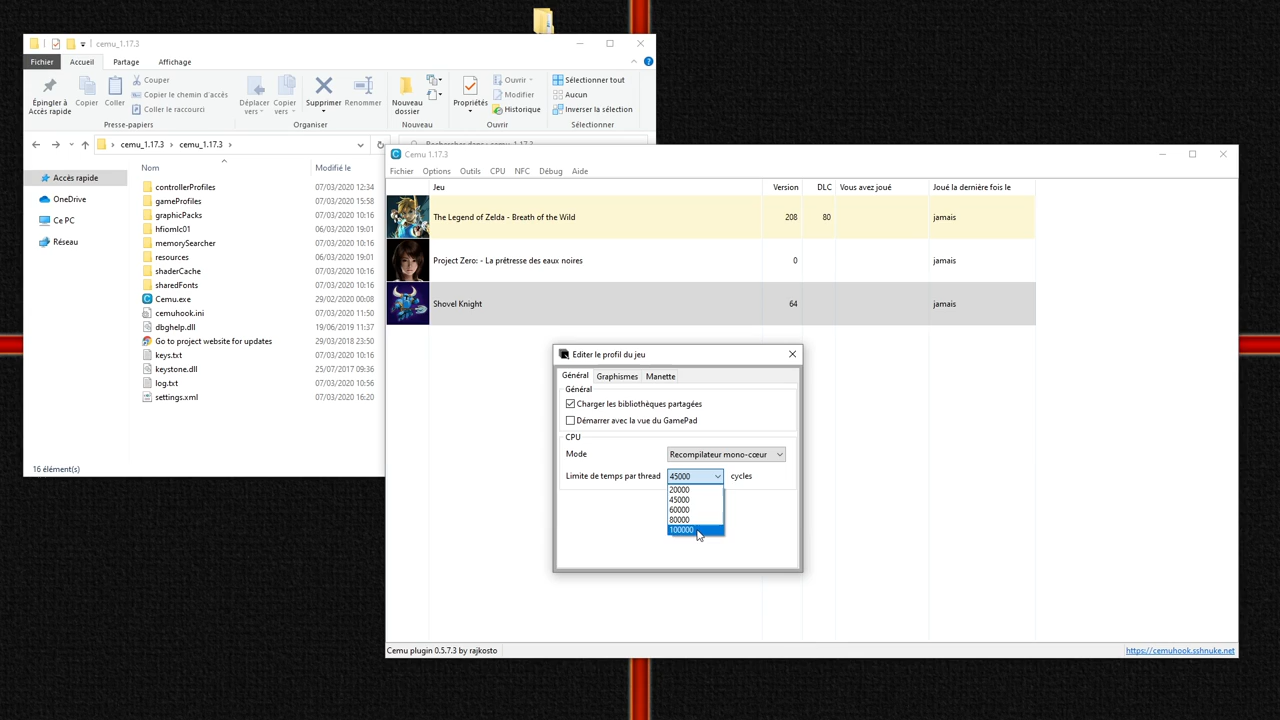 cemu_1.17.3
Fichier Accueil Partage Affichage
Épingler à Accès rapide
Copier
Coller
Couper
Copier le chemin d'accès
Coller le raccourci
Presse-papiers
Déplacer vers
Copier vers
Supprimer
Renommer
Organiser
Nouveau dossier
Nouveau
Propriétés
Ouvrir
Modifier
Historique
Ouvrir
Sélectionner tout
Aucun
Inverser la sélection
Sélectionner
cemu_1.17.3 > cemu_1.17.3 >
Rechercher dans : cemu_1.17.3
Nom Modifié le
Accès rapide
OneDrive
Ce PC
Réseau
controllerProfiles 07/03/2020 12:34
gameProfiles 07/03/2020 15:58
graphicPacks 07/03/2020 10:16
hfiomlc01 06/03/2020 19:01
memorySearcher 07/03/2020 10:16
resources 06/03/2020 19:01
shaderCache 07/03/2020 10:16
sharedFonts 07/03/2020 10:16
Cemu.exe 29/02/2020 00:08
cemuhook.ini 07/03/2020 11:50
dbghelp.dll 19/06/2019 11:37
Go to project website for updates 29/03/2018 23:50
keys.txt 07/03/2020 10:16
keystone.dll 25/07/2017 09:36
log.txt 07/03/2020 10:56
settings.xml 07/03/2020 16:20
16 élément(s)
Cemu 1.17.3
Fichier Options Outils CPU NFC Débug Aide
Jeu Version DLC Vous avez joué Joué la dernière fois le
The Legend of Zelda - Breath of the Wild 208 80 jamais
Project Zero: - La prêtresse des eaux noires 0 jamais
Shovel Knight 64 jamais
Editer le profil du jeu
Général Graphismes Manette
Général
Charger les bibliothèques partagées
Démarrer avec la vue du GamePad
CPU
Mode Recompilateur mono-cœur
Limite de temps par thread 45000 cycles
20000
45000
60000
80000
100000
Cemu plugin 0.5.7.3 by rajkosto https://cemuhook.sshnuke.net